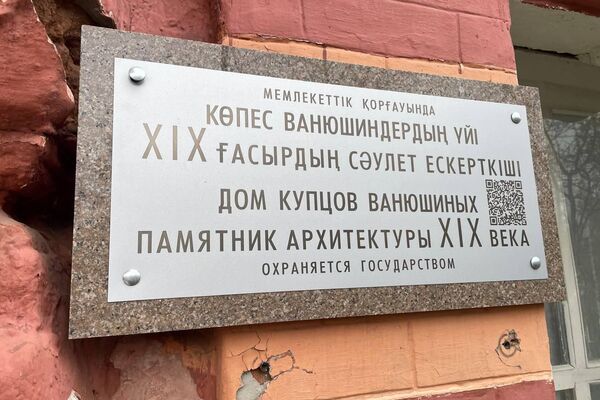 МЕМЛЕКЕТТІК ҚОРҒАУЫНДА
КӨПЕС ВАНЮШИНДЕРДЫҢ ҮЙІ
XIX ҒАСЫРДЫҢ СӘУЛЕТ ЕСКЕРТКІШІ
ДОМ КУПЦОВ ВАНЮШИНЫХ
ПАМЯТНИК АРХИТЕКТУРЫ XIX ВЕКА
ОХРАНЯЕТСЯ ГОСУДАРСТВОМ